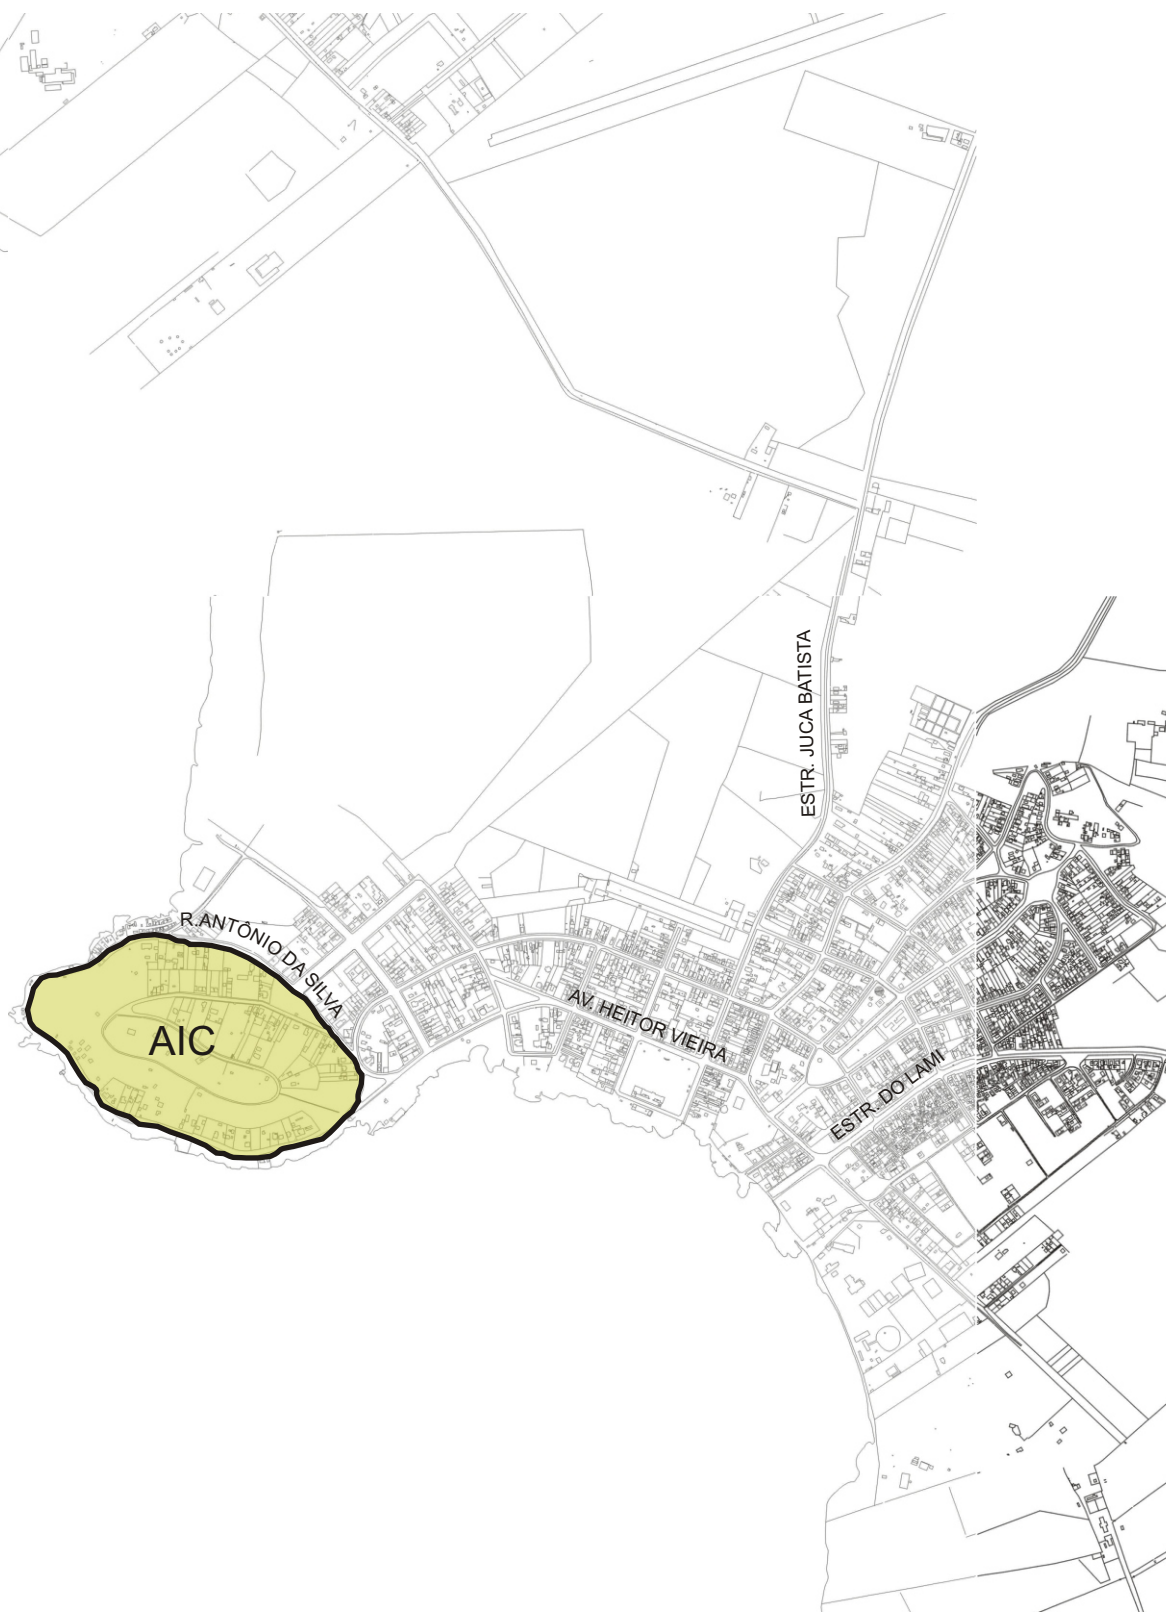 ESTR. JUCA BATISTA
R.ANTÔNIO DA SILVA
AIC
AV. HEITOR VIEIRA
ESTR. DO LAMI